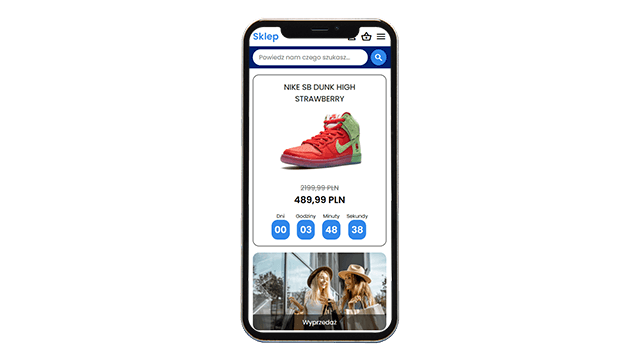 Sklep
Powiedz nam czego szukasz...
NIKE SB DUNK HIGH
STRAWBERRY
2199,99 PLN
489,99 PLN
Dni Godziny Minuty Sekundy
00 03 48 38
Wyprzedaż